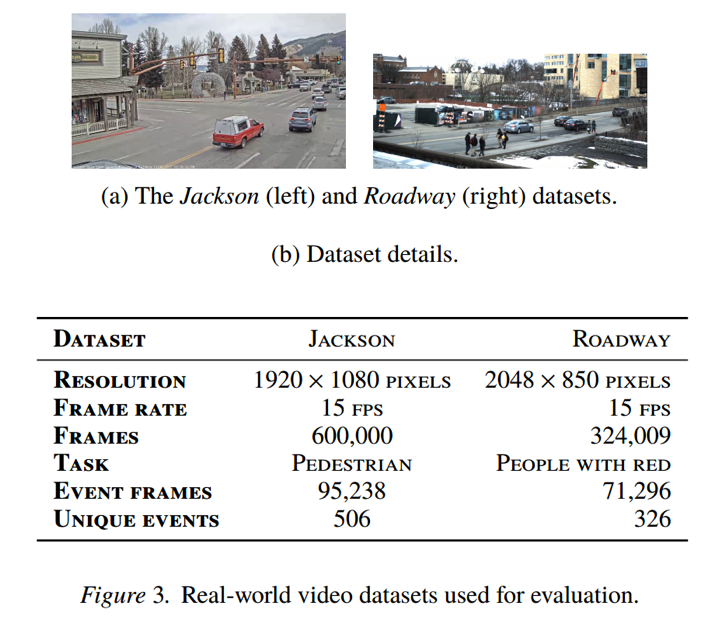 (a) The Jackson (left) and Roadway (right) datasets.
(b) Dataset details.
DATASET JACKSON ROADWAY
RESOLUTION 1920 × 1080 PIXELS 2048 × 850 PIXELS
FRAME RATE 15 FPS 15 FPS
FRAMES 600,000 324,009
TASK PEDESTRIAN PEOPLE WITH RED
EVENT FRAMES 95,238 71,296
UNIQUE EVENTS 506 326
Figure 3. Real-world video datasets used for evaluation.